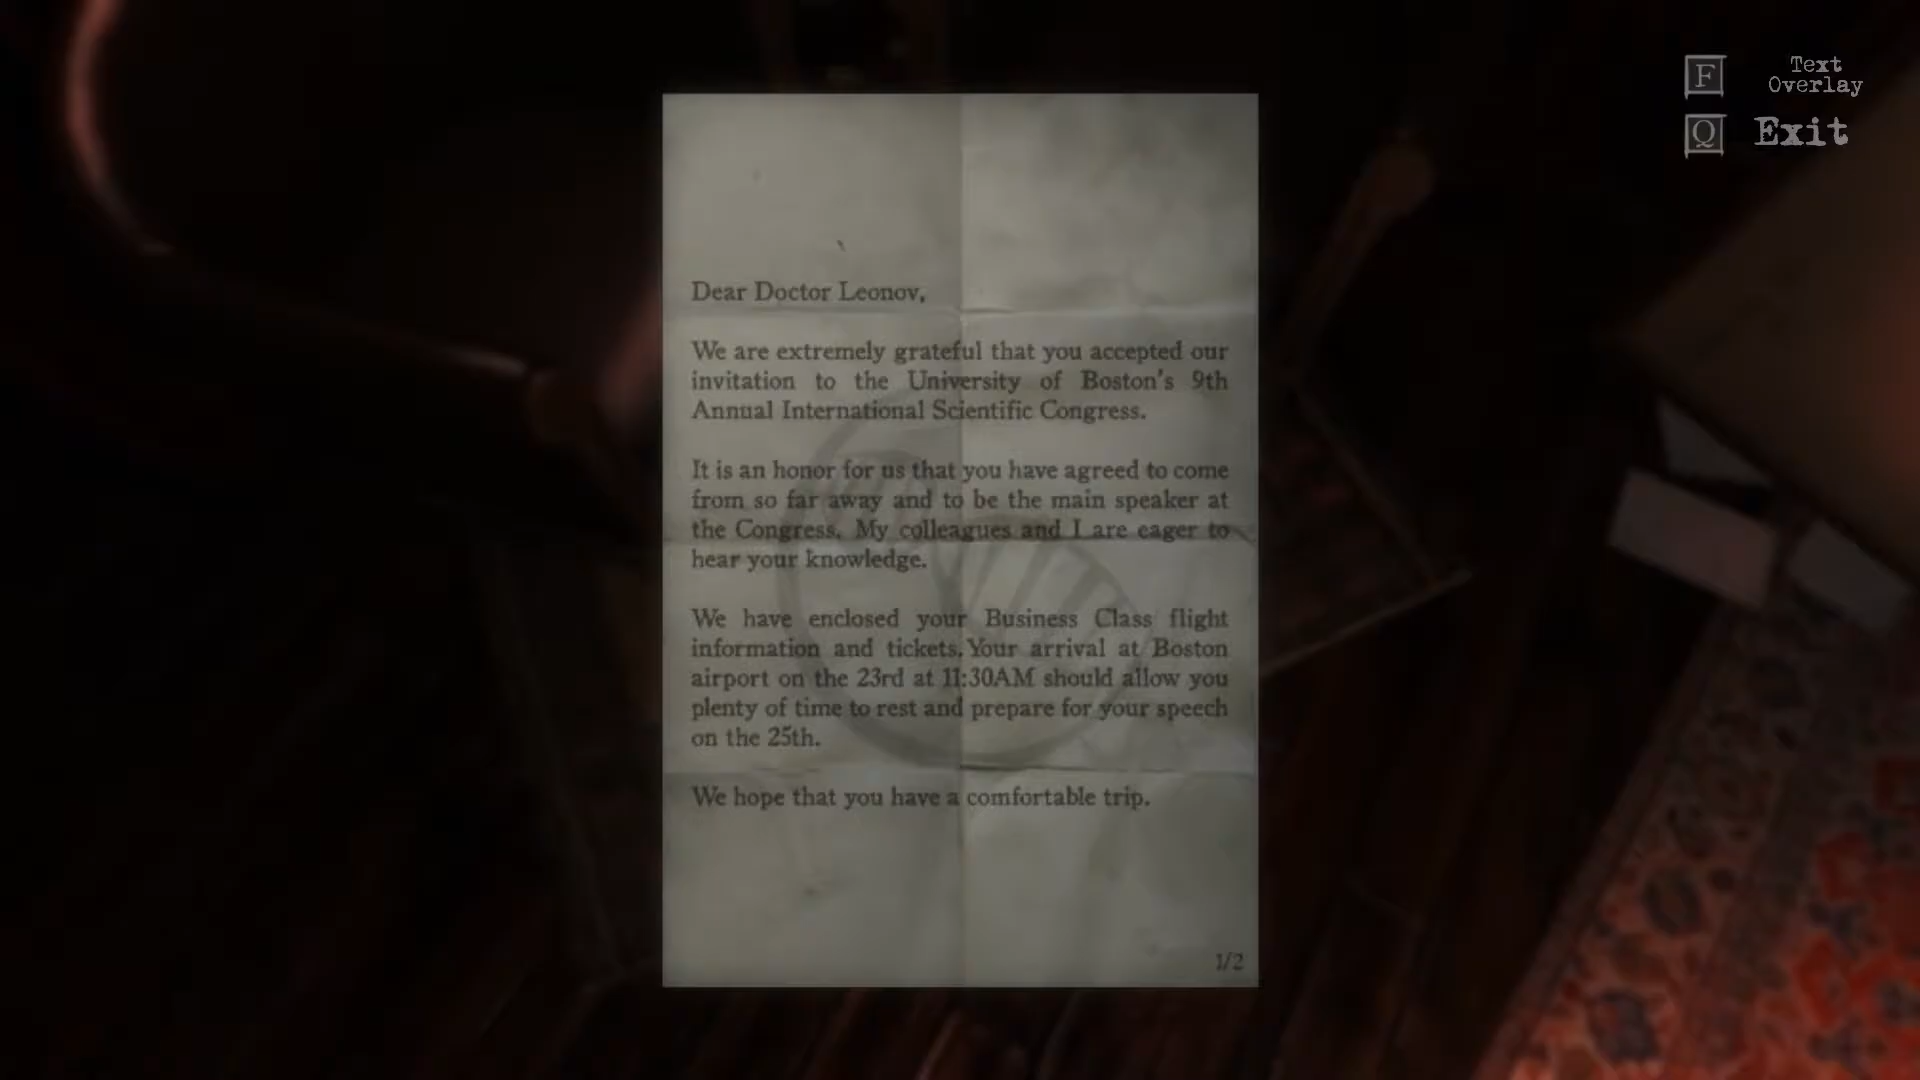 F
Text
Overlay
Q
Exit
Dear Doctor Leonov,
We are extremely grateful that you accepted our
invitation to the University of Boston's 9th
Annual International Scientific Congress.
It is an honor for us that you have agreed to come
from so far away and to be the main speaker at
the Congress. My colleagues and I are eager to
hear your knowledge.
We have enclosed your Business Class flight
information and tickets. Your arrival at Boston
airport on the 23rd at 11:30AM should allow you
plenty of time to rest and prepare for your speech
on the 25th.
We hope that you have a comfortable trip.
1/2